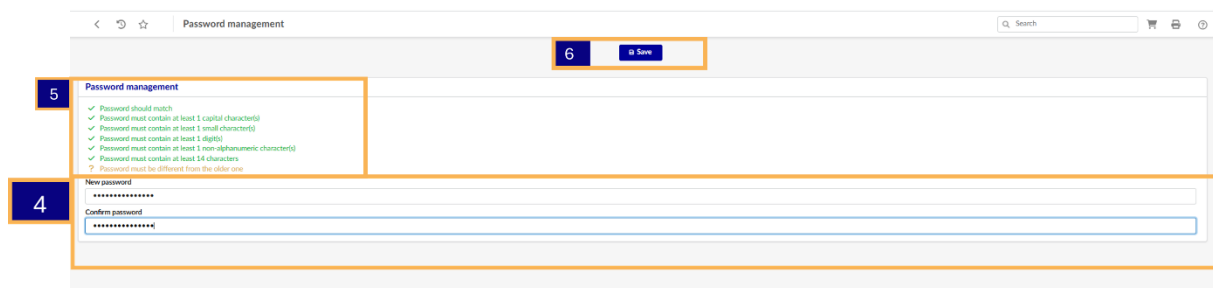 Password management
Search
6
Save
5
Password management
Password should match
Password must contain at least 1 capital character(s)
Password must contain at least 1 small character(s)
Password must contain at least 1 digit(s)
Password must contain at least 1 non-alphanumeric character(s)
Password must contain at least 14 characters
? Password must be different from the older one
4
New password
•••••••••••••••
Confirm password
•••••••••••••••